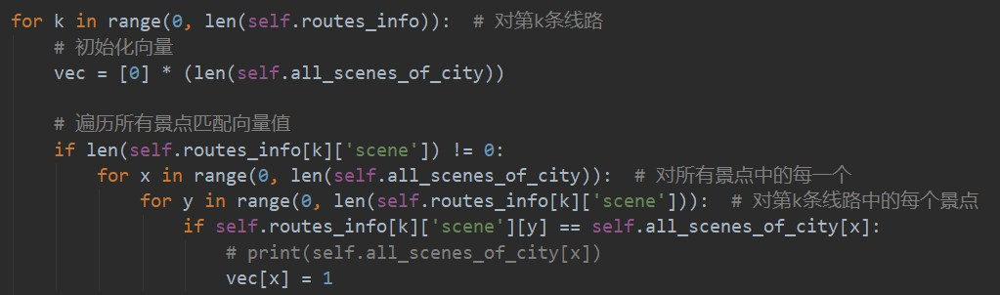 for k in range(0, len(self.routes_info)):  # 对第k条线路
    # 初始化向量
    vec = [0] * (len(self.all_scenes_of_city))

    # 遍历所有景点匹配向量值
    if len(self.routes_info[k]['scene']) != 0:
        for x in range(0, len(self.all_scenes_of_city)):  # 对所有景点中的每一个
            for y in range(0, len(self.routes_info[k]['scene'])):  # 对第k条线路中的每个景点
                if self.routes_info[k]['scene'][y] == self.all_scenes_of_city[x]:
                    # print(self.all_scenes_of_city[x])
                    vec[x] = 1